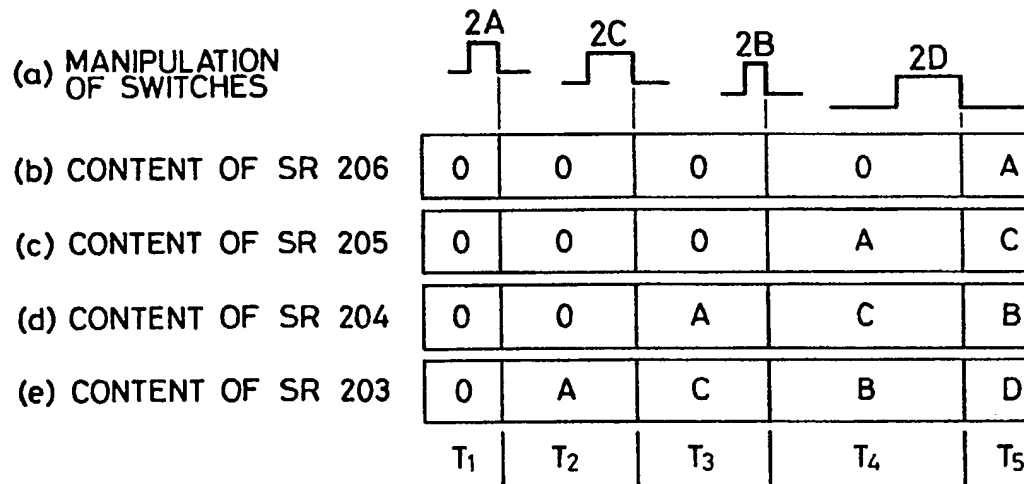 2A 2C 2B 2D
(a) MANIPULATION
OF SWITCHES
(b) CONTENT OF SR 206 0 0 0 0 A
(c) CONTENT OF SR 205 0 0 0 A C
(d) CONTENT OF SR 204 0 0 A C B
(e) CONTENT OF SR 203 0 A C B D
T1 T2 T3 T4 T5